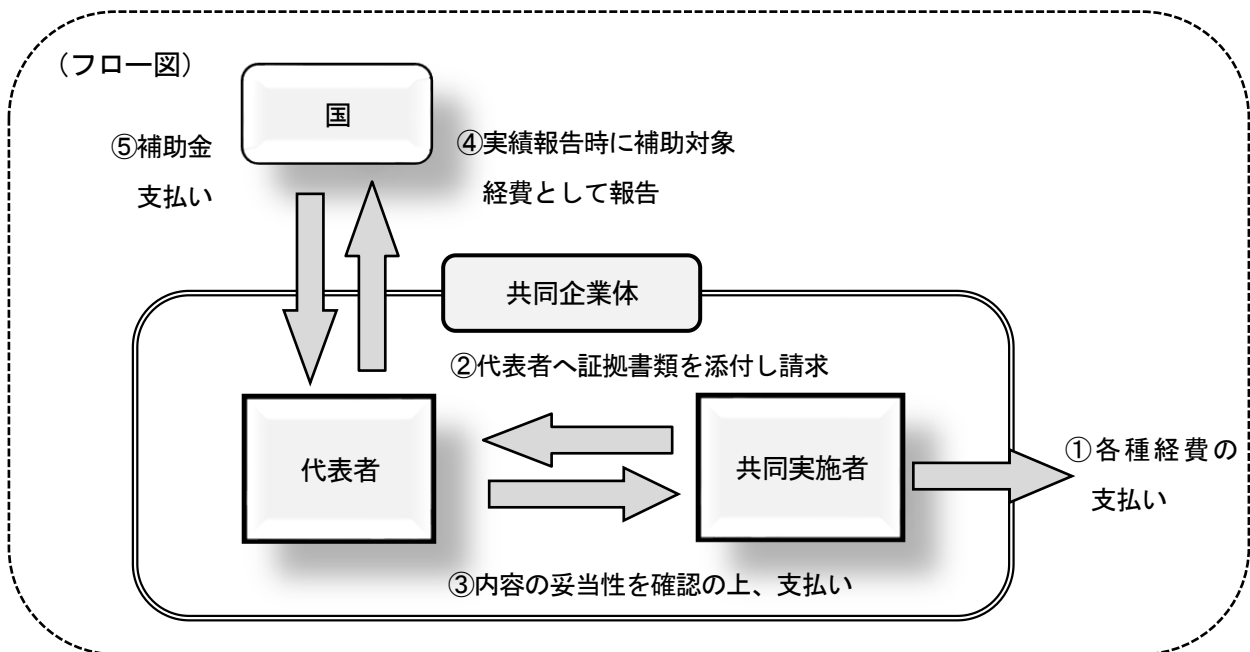 （フロー図）
国
⑤補助金
支払い
④実績報告時に補助対象
経費として報告
共同企業体
②代表者へ証拠書類を添付し請求
代表者
共同実施者
①各種経費の
支払い
③内容の妥当性を確認の上、支払い